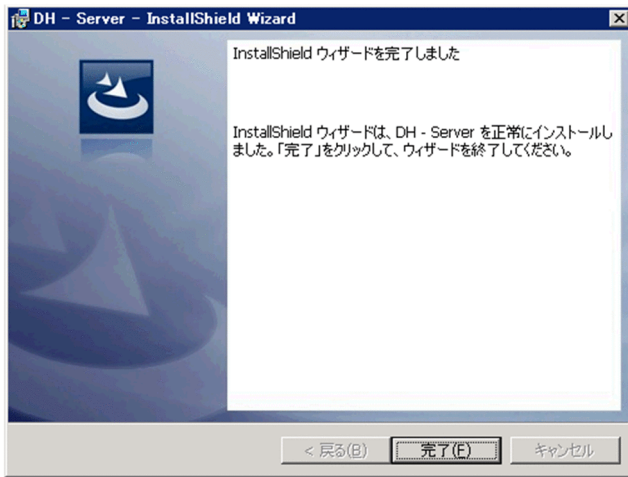 DH - Server - InstallShield Wizard
InstallShield ウィザードを完了しました
InstallShield ウィザードは、DH - Server を正常にインストールし
ました。「完了」をクリックして、ウィザードを終了してください。
< 戻る(B)
完了(F)
キャンセル